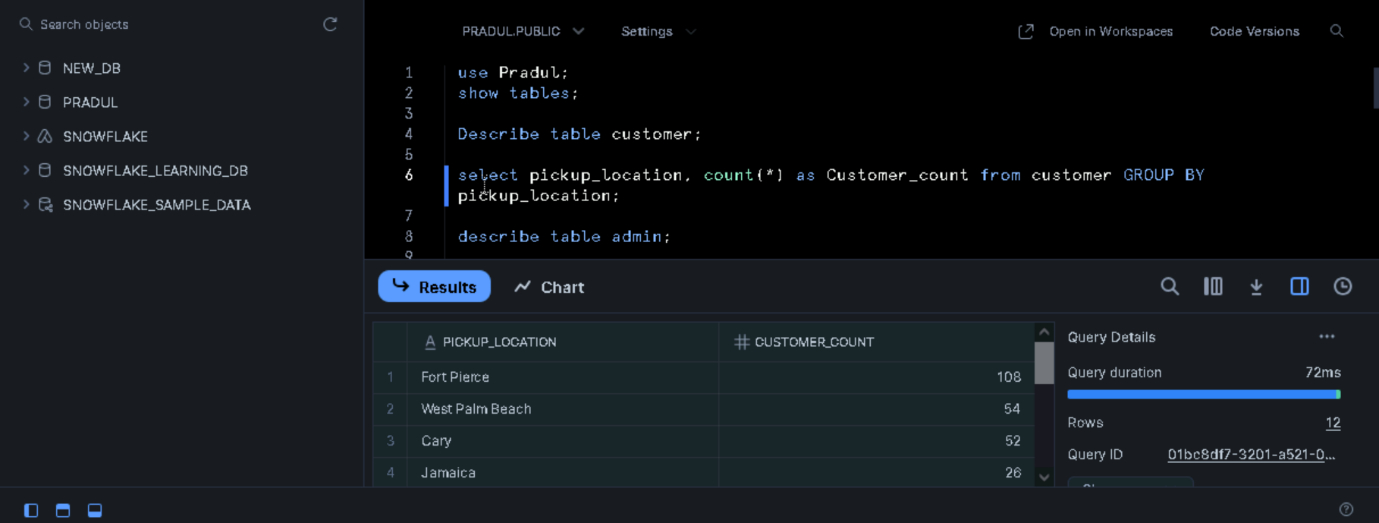 Search objects
NEW_DB
PRADUL
SNOWFLAKE
SNOWFLAKE_LEARNING_DB
SNOWFLAKE_SAMPLE_DATA
PRADUL.PUBLIC Settings Open in Workspaces Code Versions
1 use Pradul;
2 show tables;
3
4 Describe table customer;
5
6 select pickup_location, count(*) as Customer_count from customer GROUP BY
pickup_location;
7
8 describe table admin;
9
Results Chart
PICKUP_LOCATION CUSTOMER_COUNT
1 Fort Pierce 108
2 West Palm Beach 54
3 Cary 52
4 Jamaica 26
Query Details
Query duration 72ms
Rows 12
Query ID 01bc8df7-3201-a521-0...